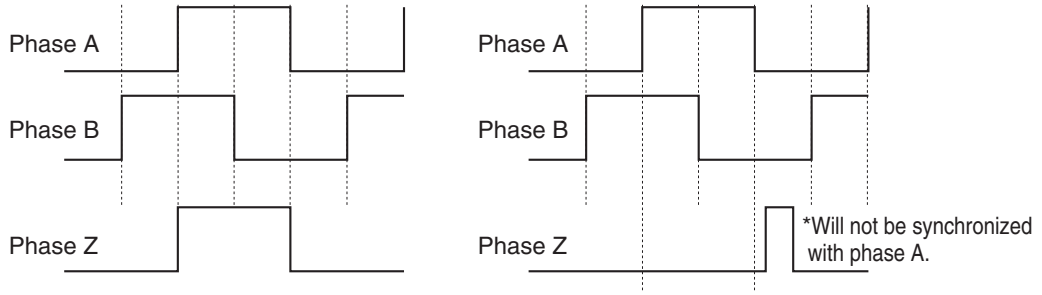 Phase A
Phase B
Phase Z
Phase A
Phase B
Phase Z
*Will not be synchronized
with phase A.